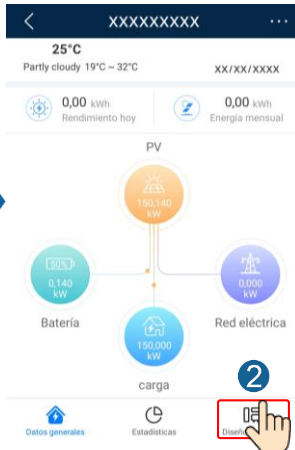 XXXXXXXXX
25°C
Partly cloudy 19°C ~ 32°C
XX/XX/XXXX
0,00 kWh
Rendimiento hoy
0,00 kWh
Energía mensual
PV
150,140
kW
50%
0,140
kW
0,000
kW
Batería
Red eléctrica
150,000
kW
carga
2
Datos generales
Estadísticas
Diseño